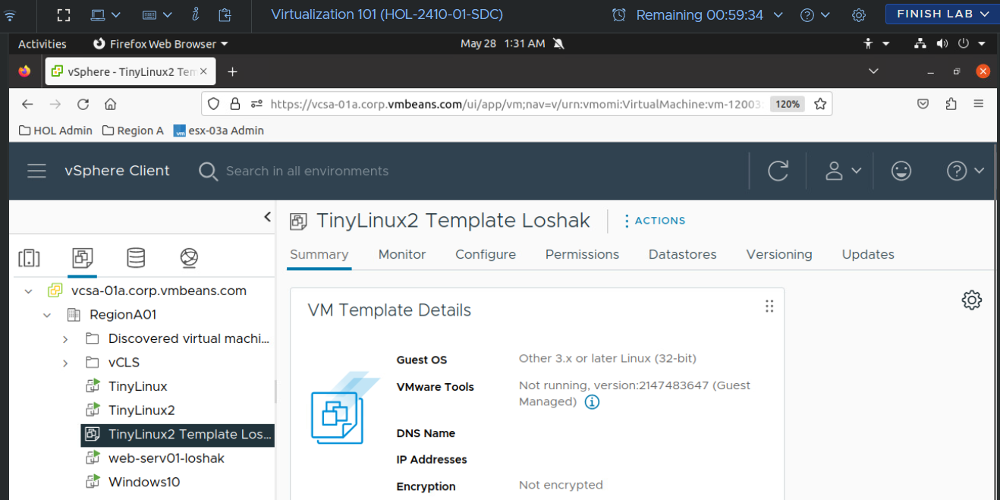 Virtualization 101 (HOL-2410-01-SDC)
Remaining 00:59:34
FINISH LAB
Activities
Firefox Web Browser
May 28 1:31 AM
vSphere - TinyLinux2 Tem
https://vcsa-01a.corp.vmbeans.com/ui/app/vm;nav=v/urn:vmomi:VirtualMachine:vm-12003:
120%
HOL Admin
Region A
vm
esx-03a Admin
vSphere Client
Search in all environments
TinyLinux2 Template Loshak
ACTIONS
Summary
Monitor
Configure
Permissions
Datastores
Versioning
Updates
vcsa-01a.corp.vmbeans.com
RegionA01
Discovered virtual machi...
vCLS
TinyLinux
TinyLinux2
TinyLinux2 Template Los...
web-serv01-loshak
Windows10
VM Template Details
Guest OS
Other 3.x or later Linux (32-bit)
VMware Tools
Not running, version:2147483647 (Guest
Managed)
DNS Name
IP Addresses
Encryption
Not encrypted